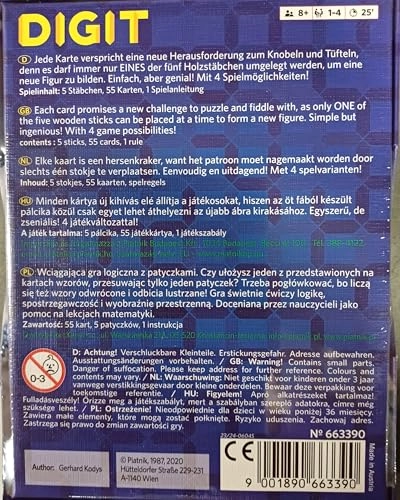 DIGIT
8+ 1-4 25'
D Jede Karte verspricht eine neue Herausforderung zum Knobeln und Tüfteln,
denn es darf immer nur EINES der fünf Holzstäbchen umgelegt werden, um eine
neue Figur zu bilden. Einfach, aber genial! Mit 4 Spielmöglichkeiten!
Spielinhalt: 5 Stäbchen, 55 Karten, 1 Spielanleitung
GB Each card promises a new challenge to puzzle and fiddle with, as only ONE of
the five wooden sticks can be placed at a time to form a new figure. Simple but
ingenious! With 4 game possibilities!
contents : 5 sticks, 55 cards, 1 rule
NL Elke kaart is een hersenkraker, want het patroon moet nagemaakt worden door
slechts één stokje te verplaatsen. Eenvoudig en uitdagend! Met 4 spelvarianten!
Inhoud: 5 stokjes, 55 kaarten, spelregels
HU Minden kártya új kihívás elé állítja a játékosokat, hiszen az öt fából készült
pálcika közül csak egyet lehet áthelyezni az újabb ábra kirakásához. Egyszerű, de
zseniális! 4 játékváltozattal!
A játék tartalma: 5 pálcika, 55 játékkártya, 1 játékszabály
PL Wciągająca gra logiczna z patyczkami. Czy ułożysz jeden z przedstawionych na
kartach wzorów, przesuwając tylko jeden patyczek? Trzeba pogłówkować, bo liczą
się też wzory odwrócone i odbicia lustrzane! Gra świetnie ćwiczy logikę,
spostrzegawczość i wyobraźnie przestrzenną. Doceniana przez nauczycieli jako
pomoc na lekcjach matematyki.
Zawartość: 55 kart, 5 patyczków, 1 instrukcja
0-3
D: Achtung! Verschluckbare Kleinteile. Erstickungsgefahr. Adresse aufbewahren.
Ausstattungsänderungen vorbehalten. / GB: Warning! Contains small parts.
Danger of suffocation. Please keep address for further reference. Colours and
contents may vary. / NL: Waarschuwing: Niet geschikt voor kinderen onder 3 jaar
vanwege verstikkingsgevaar door kleine onderdelen. Bewaar deze verpakking voor
toekomstige referentie. / HU: Figyelem! Apró alkatrészeket tartalmaz!
Fulladásveszély! Őrizze meg a játékszabályt, mert a szabályban szereplő adatokra, címre még
szüksége lehet. / PL: Ostrzeżenie! Nieodpowiednie dla dzieci w wieku poniżej 36 miesięcy.
Zawiera małe elementy, które mogą zostać połknięte. Ryzyko uduszenia. Zachowaj adres.
Zastrzega się prawo do zmian zawartości gry.
29/24-06045
Nº 663390
Author: Gerhard Kodys
© Piatnik, 1987, 2020
Hütteldorfer Straße 229-231
A-1140 Wien
9 001890 663390
Made in Austria